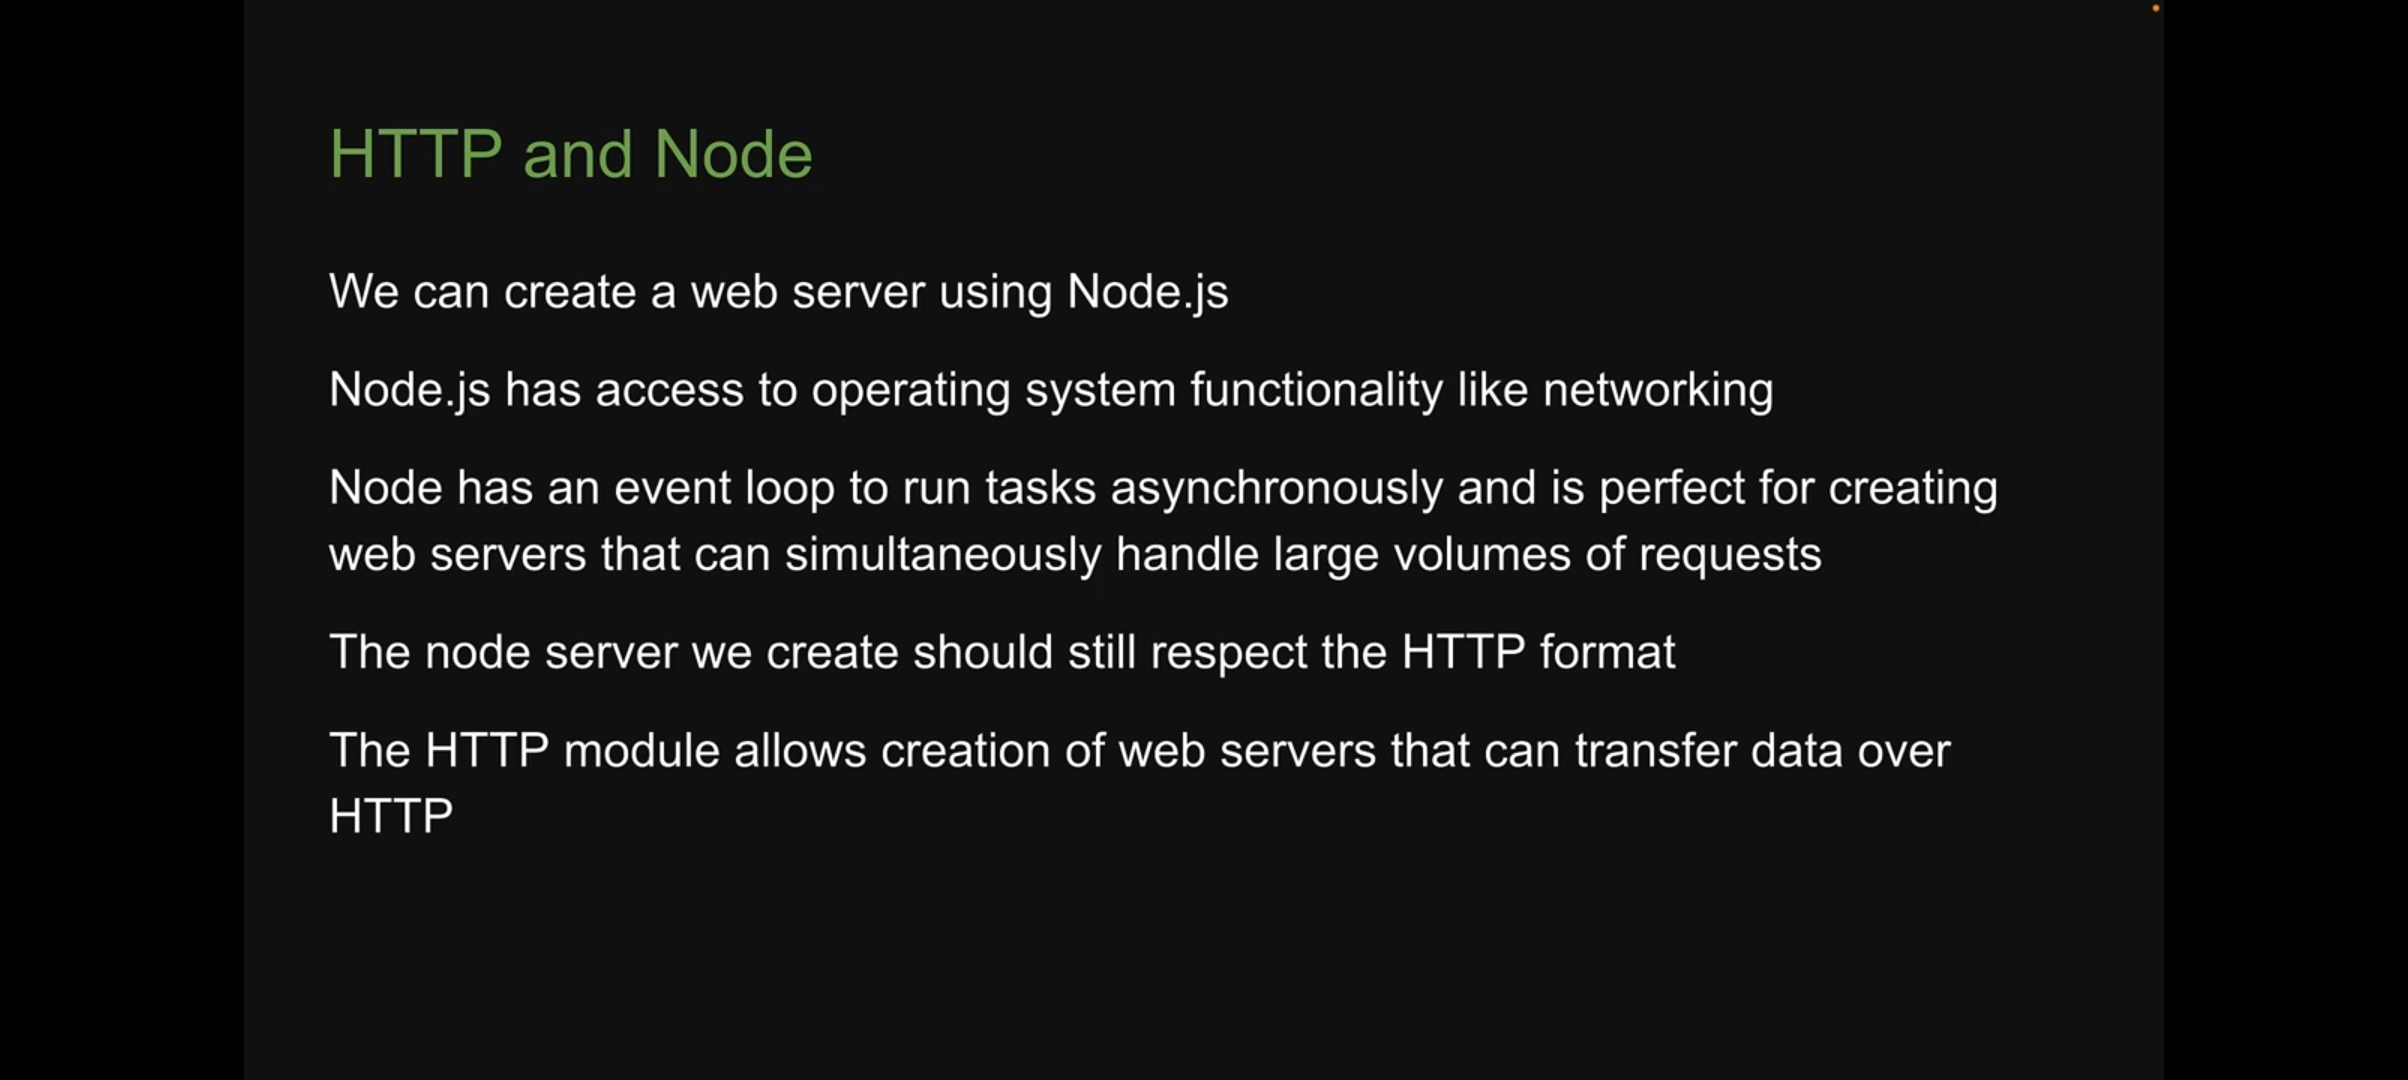 HTTP and Node
We can create a web server using Node.js
Node.js has access to operating system functionality like networking
Node has an event loop to run tasks asynchronously and is perfect for creating
web servers that can simultaneously handle large volumes of requests
The node server we create should still respect the HTTP format
The HTTP module allows creation of web servers that can transfer data over
HTTP